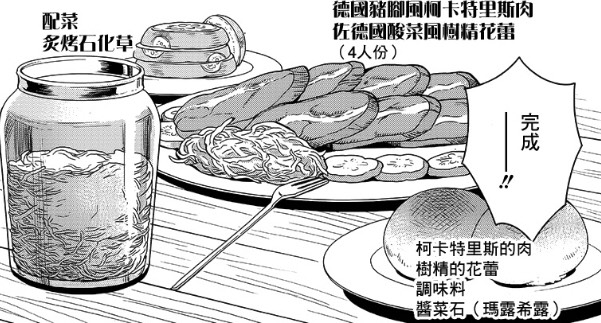 德國豬腳風柯卡特里斯肉
佐德國酸菜風樹精花蕾
（4人份）
配菜
炙烤石化草
完成——!!
柯卡特里斯的肉
樹精的花蕾
調味料
醬菜石（瑪露希露）